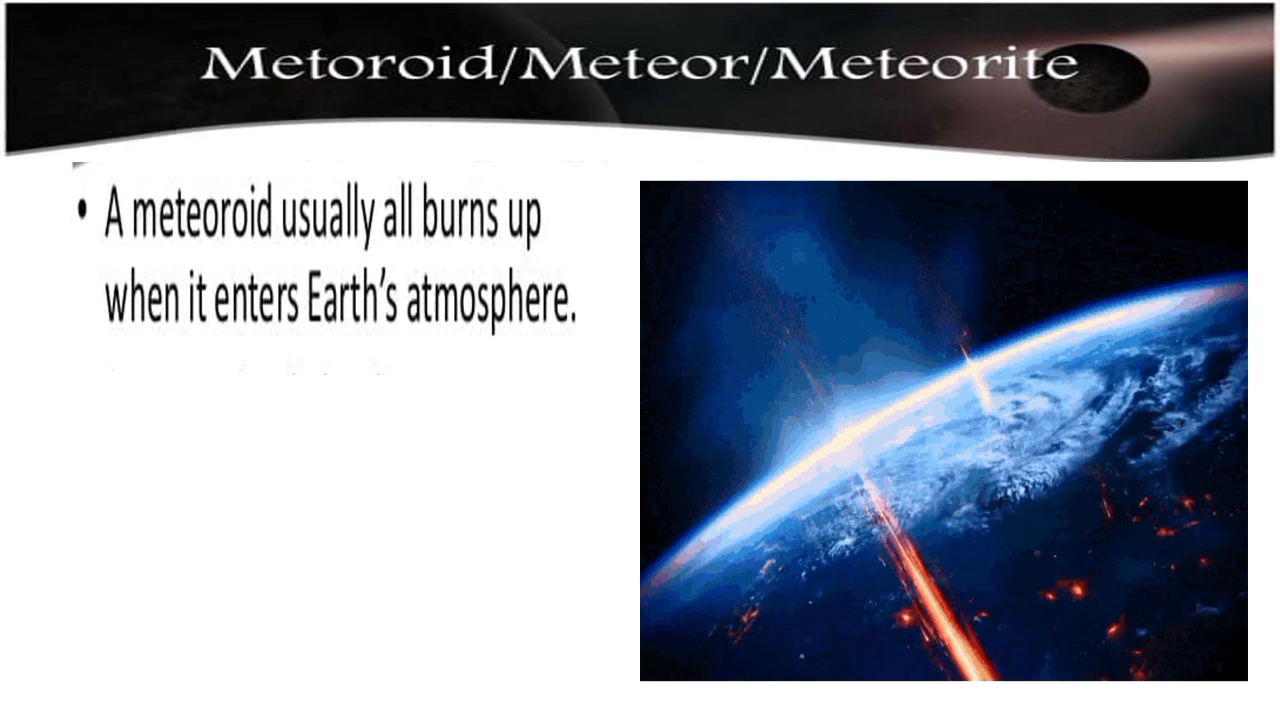 Metoroid/Meteor/Meteorite
• A meteoroid usually all burns up
when it enters Earth’s atmosphere.